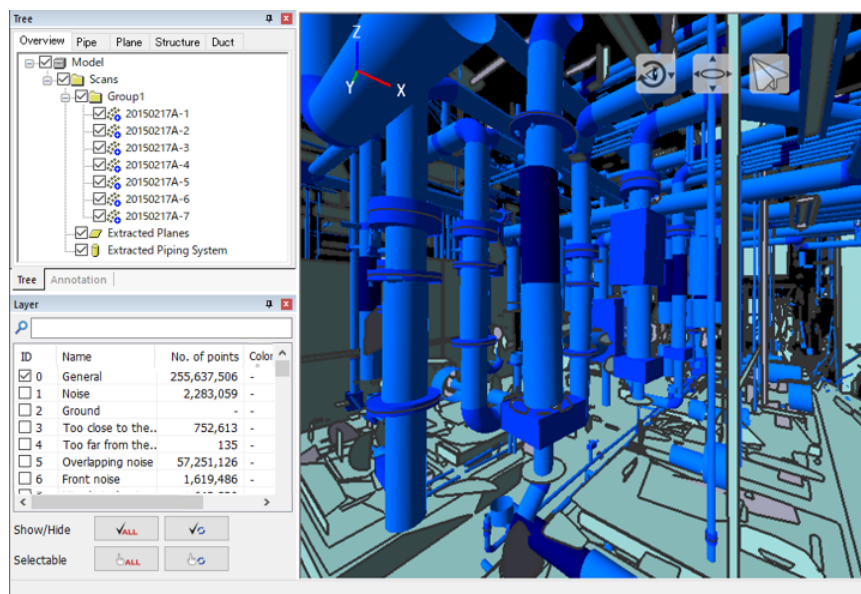 Tree
Overview Pipe Plane Structure Duct
Model
Scans
Group1
20150217A-1
20150217A-2
20150217A-3
20150217A-4
20150217A-5
20150217A-6
20150217A-7
Extracted Planes
Extracted Piping System
Tree Annotation
Layer
ID Name No. of points Color
0 General 255,637,506 -
1 Noise 2,283,059 -
2 Ground - -
3 Too close to the.. 752,613 -
4 Too far from the.. 135 -
5 Overlapping noise 57,251,126 -
6 Front noise 1,619,486 -
Show/Hide ALL
Selectable ALL
Z
Y X